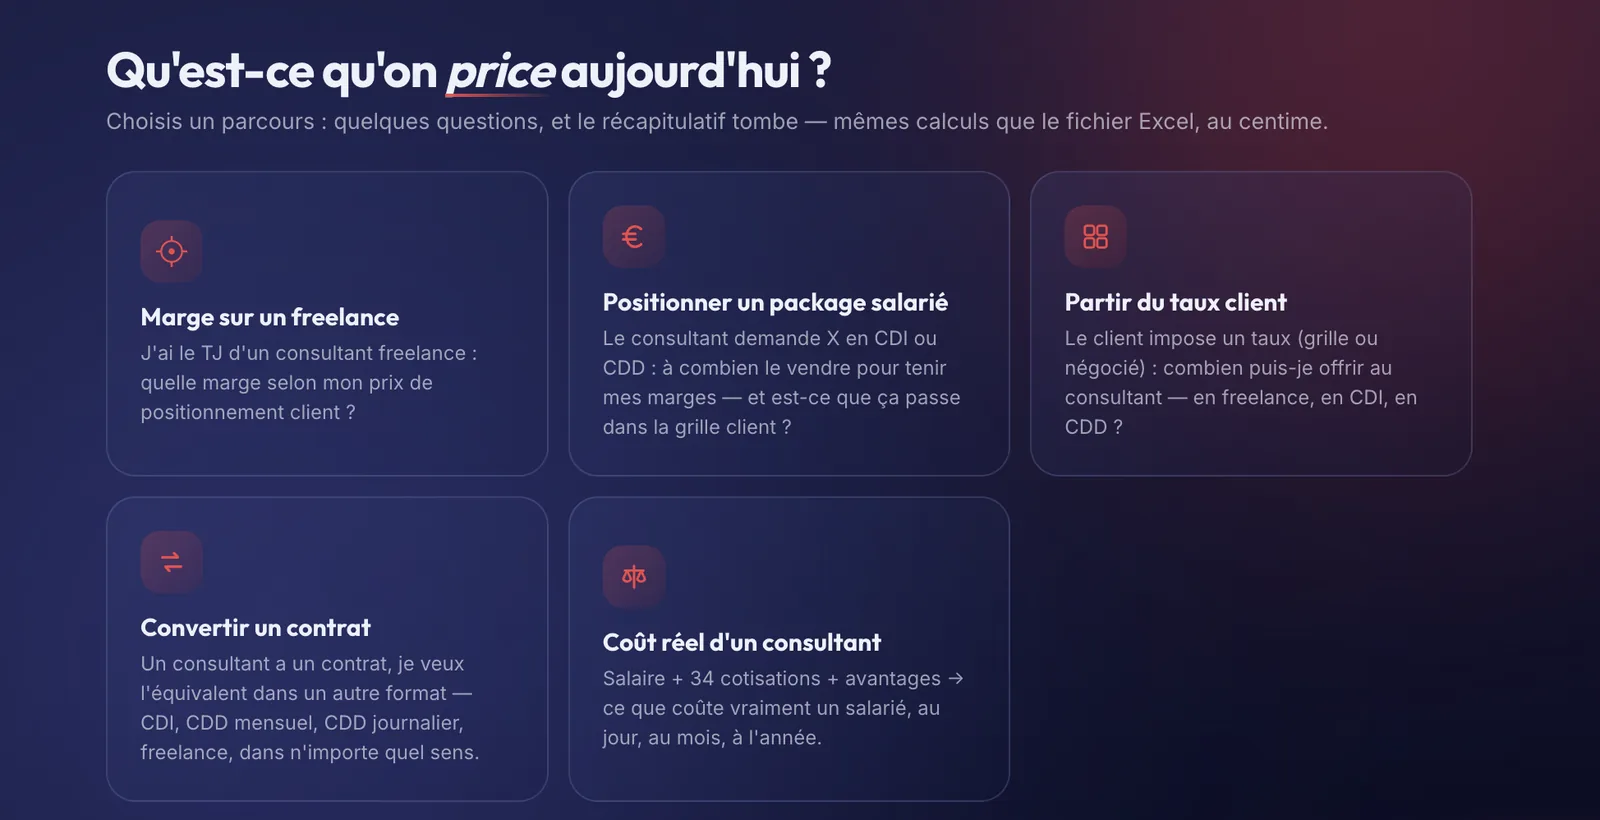 Qu'est-ce qu'on price aujourd'hui ?
Choisis un parcours : quelques questions, et le récapitulatif tombe — mêmes calculs que le fichier Excel, au centime.
Marge sur un freelance
J'ai le TJ d'un consultant freelance :
quelle marge selon mon prix de
positionnement client ?
€
Positionner un package salarié
Le consultant demande X en CDI ou
CDD : à combien le vendre pour tenir
mes marges — et est-ce que ça passe
dans la grille client ?
Partir du taux client
Le client impose un taux (grille ou
négocié) : combien puis-je offrir au
consultant — en freelance, en CDI, en
CDD ?
Convertir un contrat
Un consultant a un contrat, je veux
l'équivalent dans un autre format —
CDI, CDD mensuel, CDD journalier,
freelance, dans n'importe quel sens.
Coût réel d'un consultant
Salaire + 34 cotisations + avantages →
ce que coûte vraiment un salarié, au
jour, au mois, à l'année.